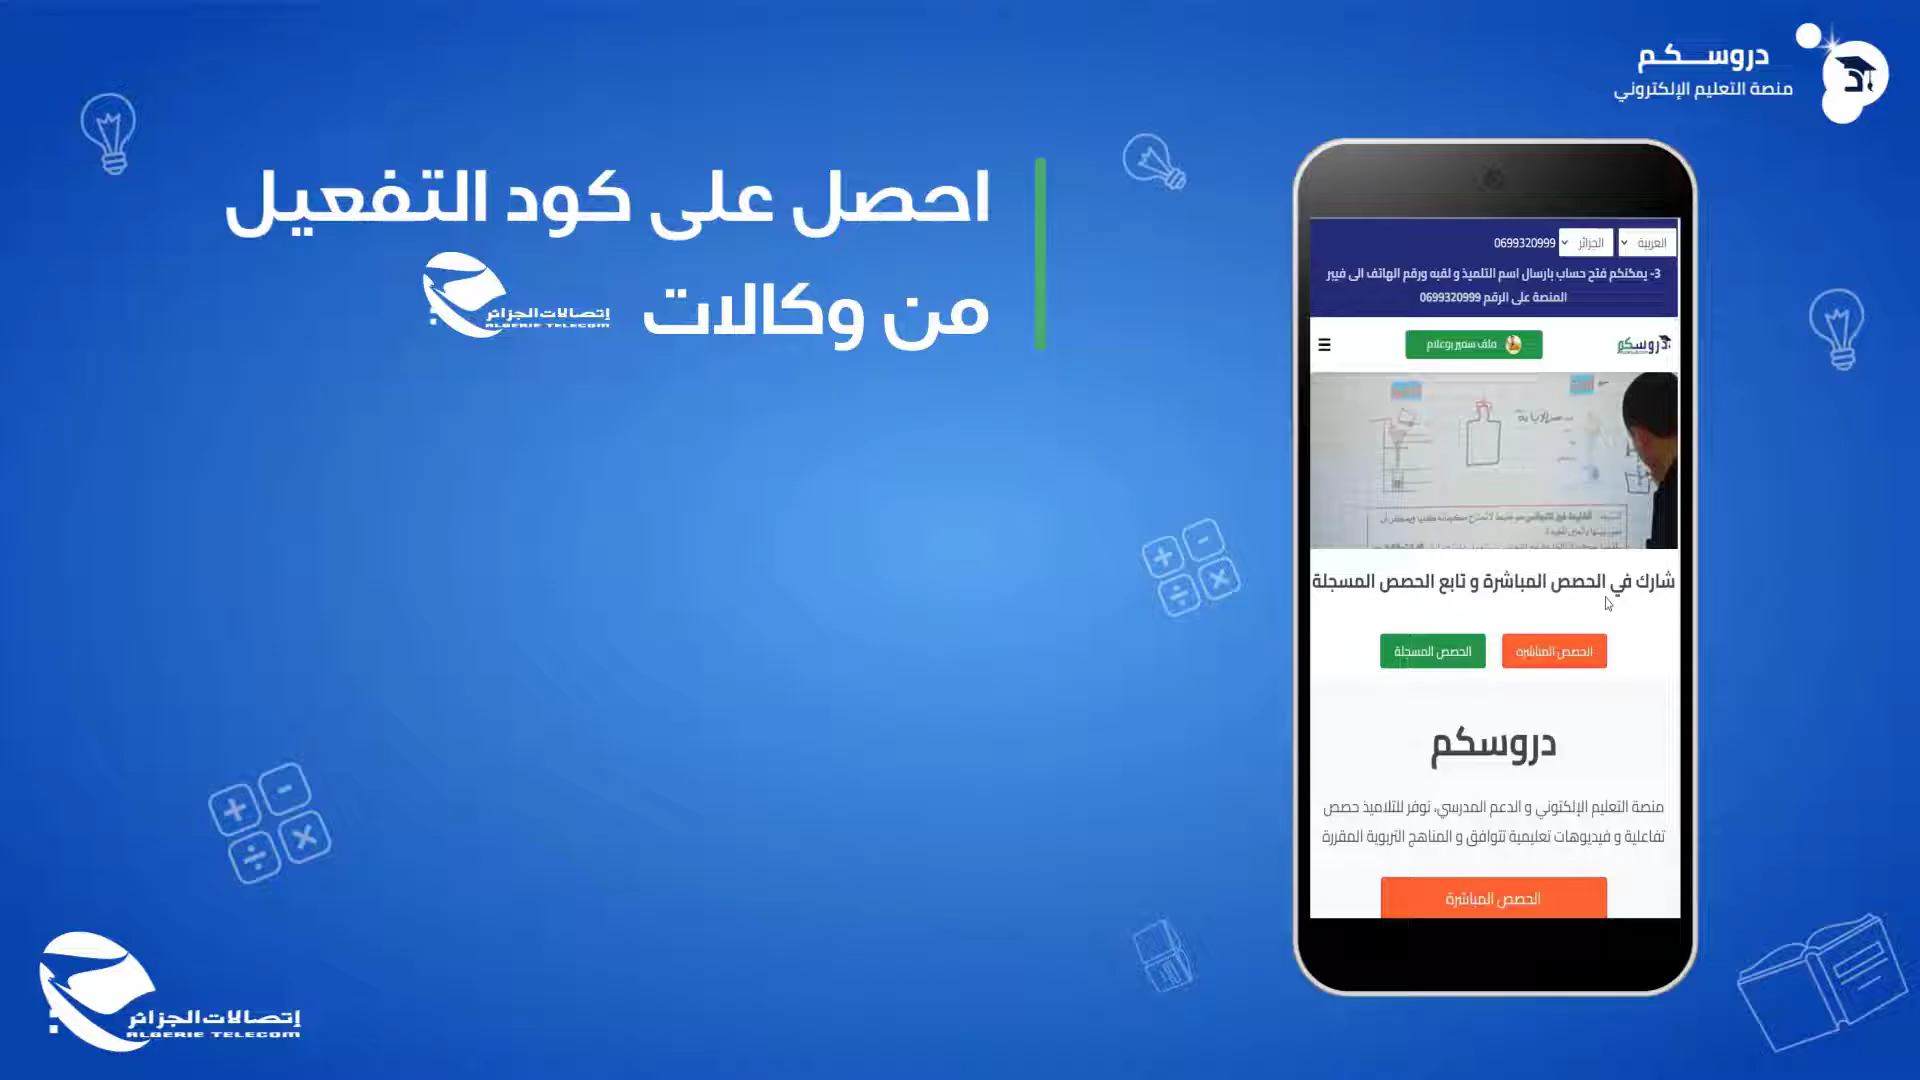 دروسكم
منصة التعليم الإلكتروني
احصل على كود التفعيل
من وكالات
إتصالات الجزائر
ALGERIE TELECOM
العربية
الجزائر
0699320999
3- يمكنكم فتح حساب بارسال اسم التلميذ و لقبه ورقم الهاتف الى فيبر
المنصة على الرقم 0699320999
دروسكم
ملف سمير بوعلام
شارك في الحصص المباشرة و تابع الحصص المسجلة
الحصص المباشرة
الحصص المسجلة
دروسكم
منصة التعليم الإلكتوني و الدعم المدرسي، توفر للتلاميذ حصص
تفاعلية و فيديوهات تعليمية تتوافق و المناهج التربوية المقررة
الحصص المباشرة
إتصالات الجزائر
ALGERIE TELECOM